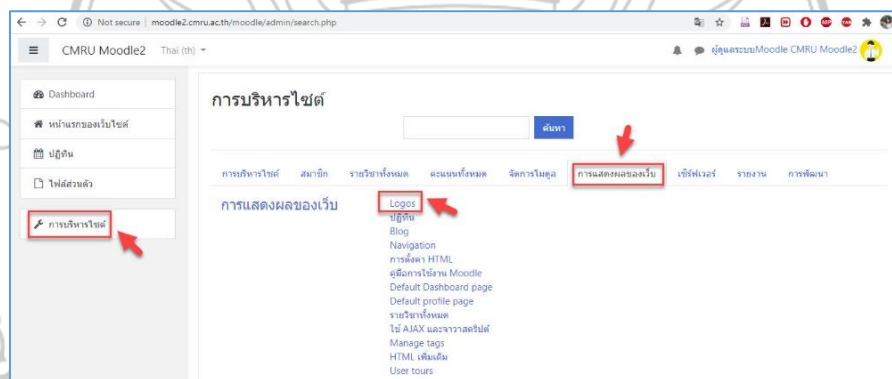 Not secure | moodle2.cmru.ac.th/moodle/admin/search.php
CMRU Moodle2 Thai (th)
ผู้ดูแลระบบMoodle CMRU Moodle2
Dashboard
หน้าแรกของเว็บไซต์
ปฏิทิน
ไฟล์ส่วนตัว
การบริหารไซต์
การบริหารไซต์
ค้นหา
การบริหารไซต์ สมาชิก รายวิชาทั้งหมด คะแนนทั้งหมด จัดการโมดูล การแสดงผลของเว็บ เซิร์ฟเวอร์ รายงาน การพัฒนา
การแสดงผลของเว็บ
Logos
ปฏิทิน
Blog
Navigation
การตั้งค่า HTML
คู่มือการใช้งาน Moodle
Default Dashboard page
Default profile page
รายวิชาทั้งหมด
ใช้ AJAX และจาวาสคริปต์
Manage tags
HTML เพิ่มเติม
User tours